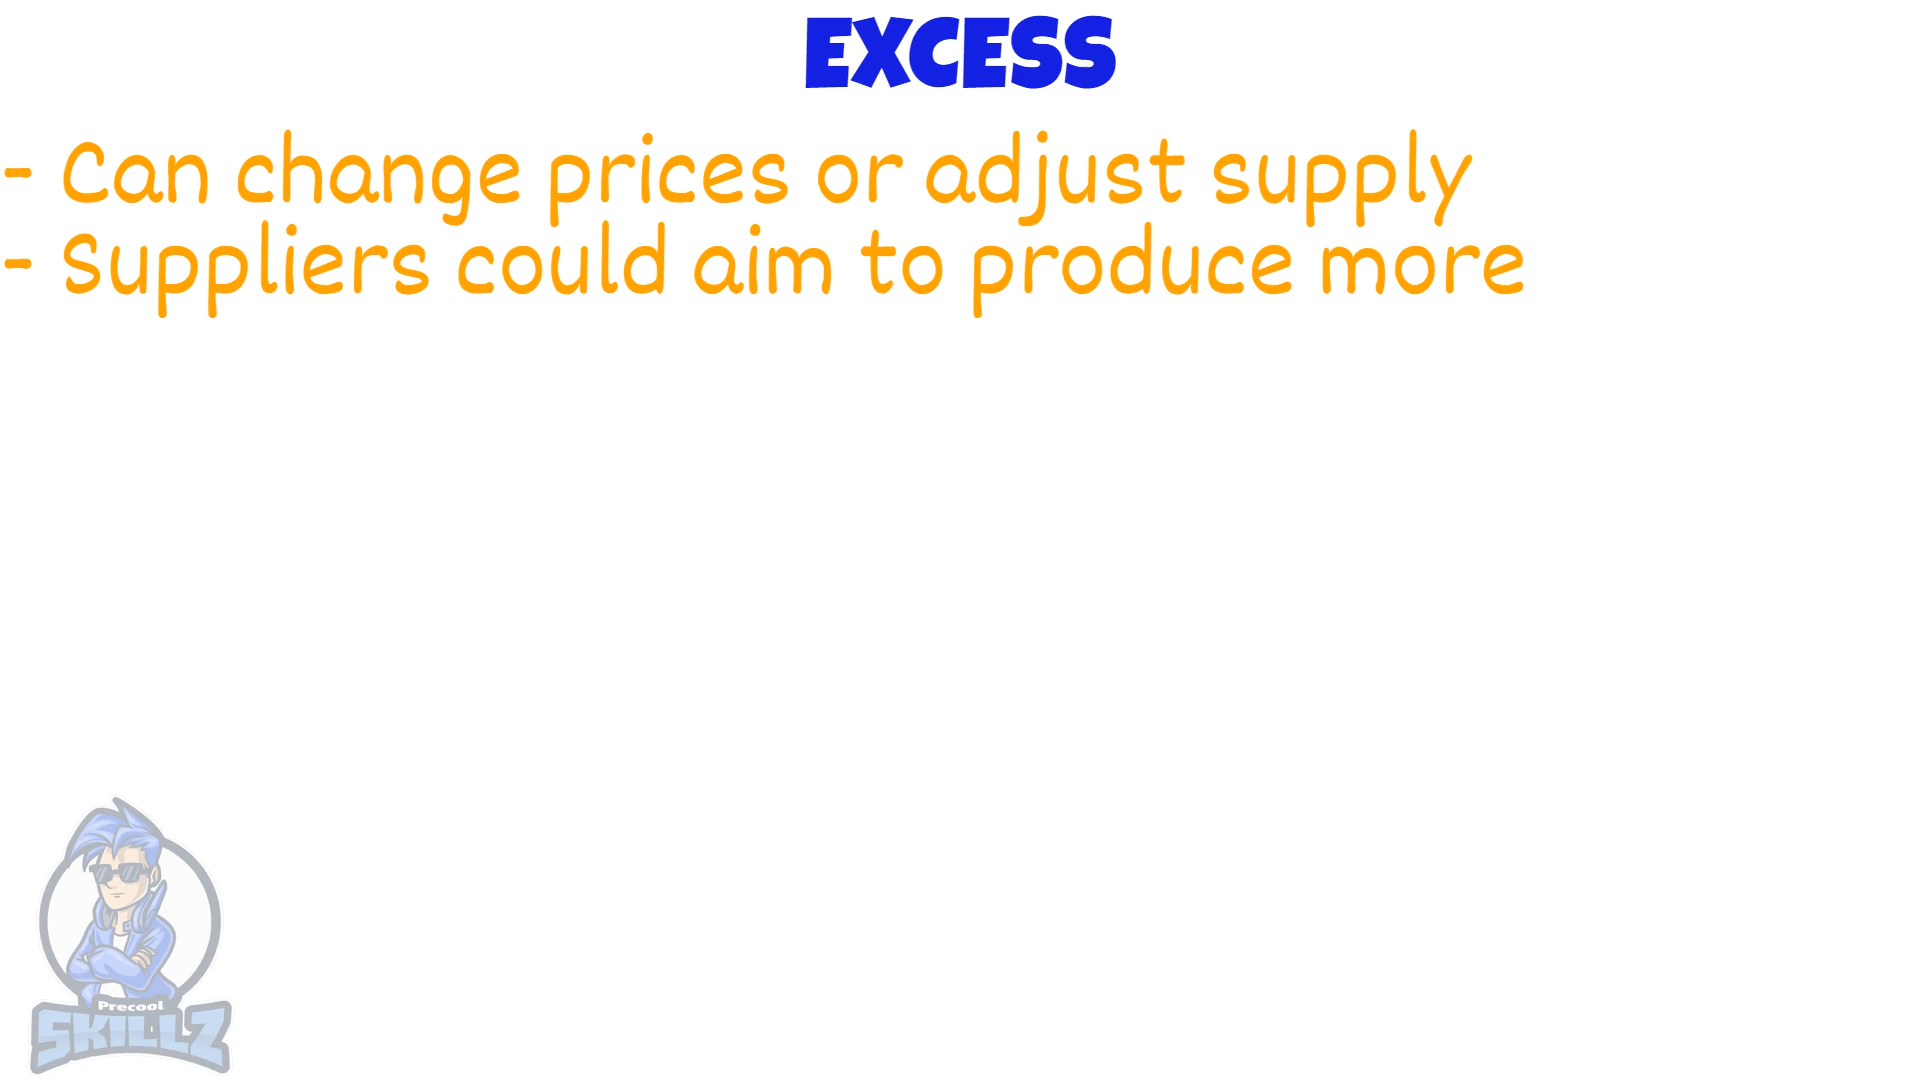 EXCESS
- Can change prices or adjust supply
- Suppliers could aim to produce more
Precool
SKILLZ